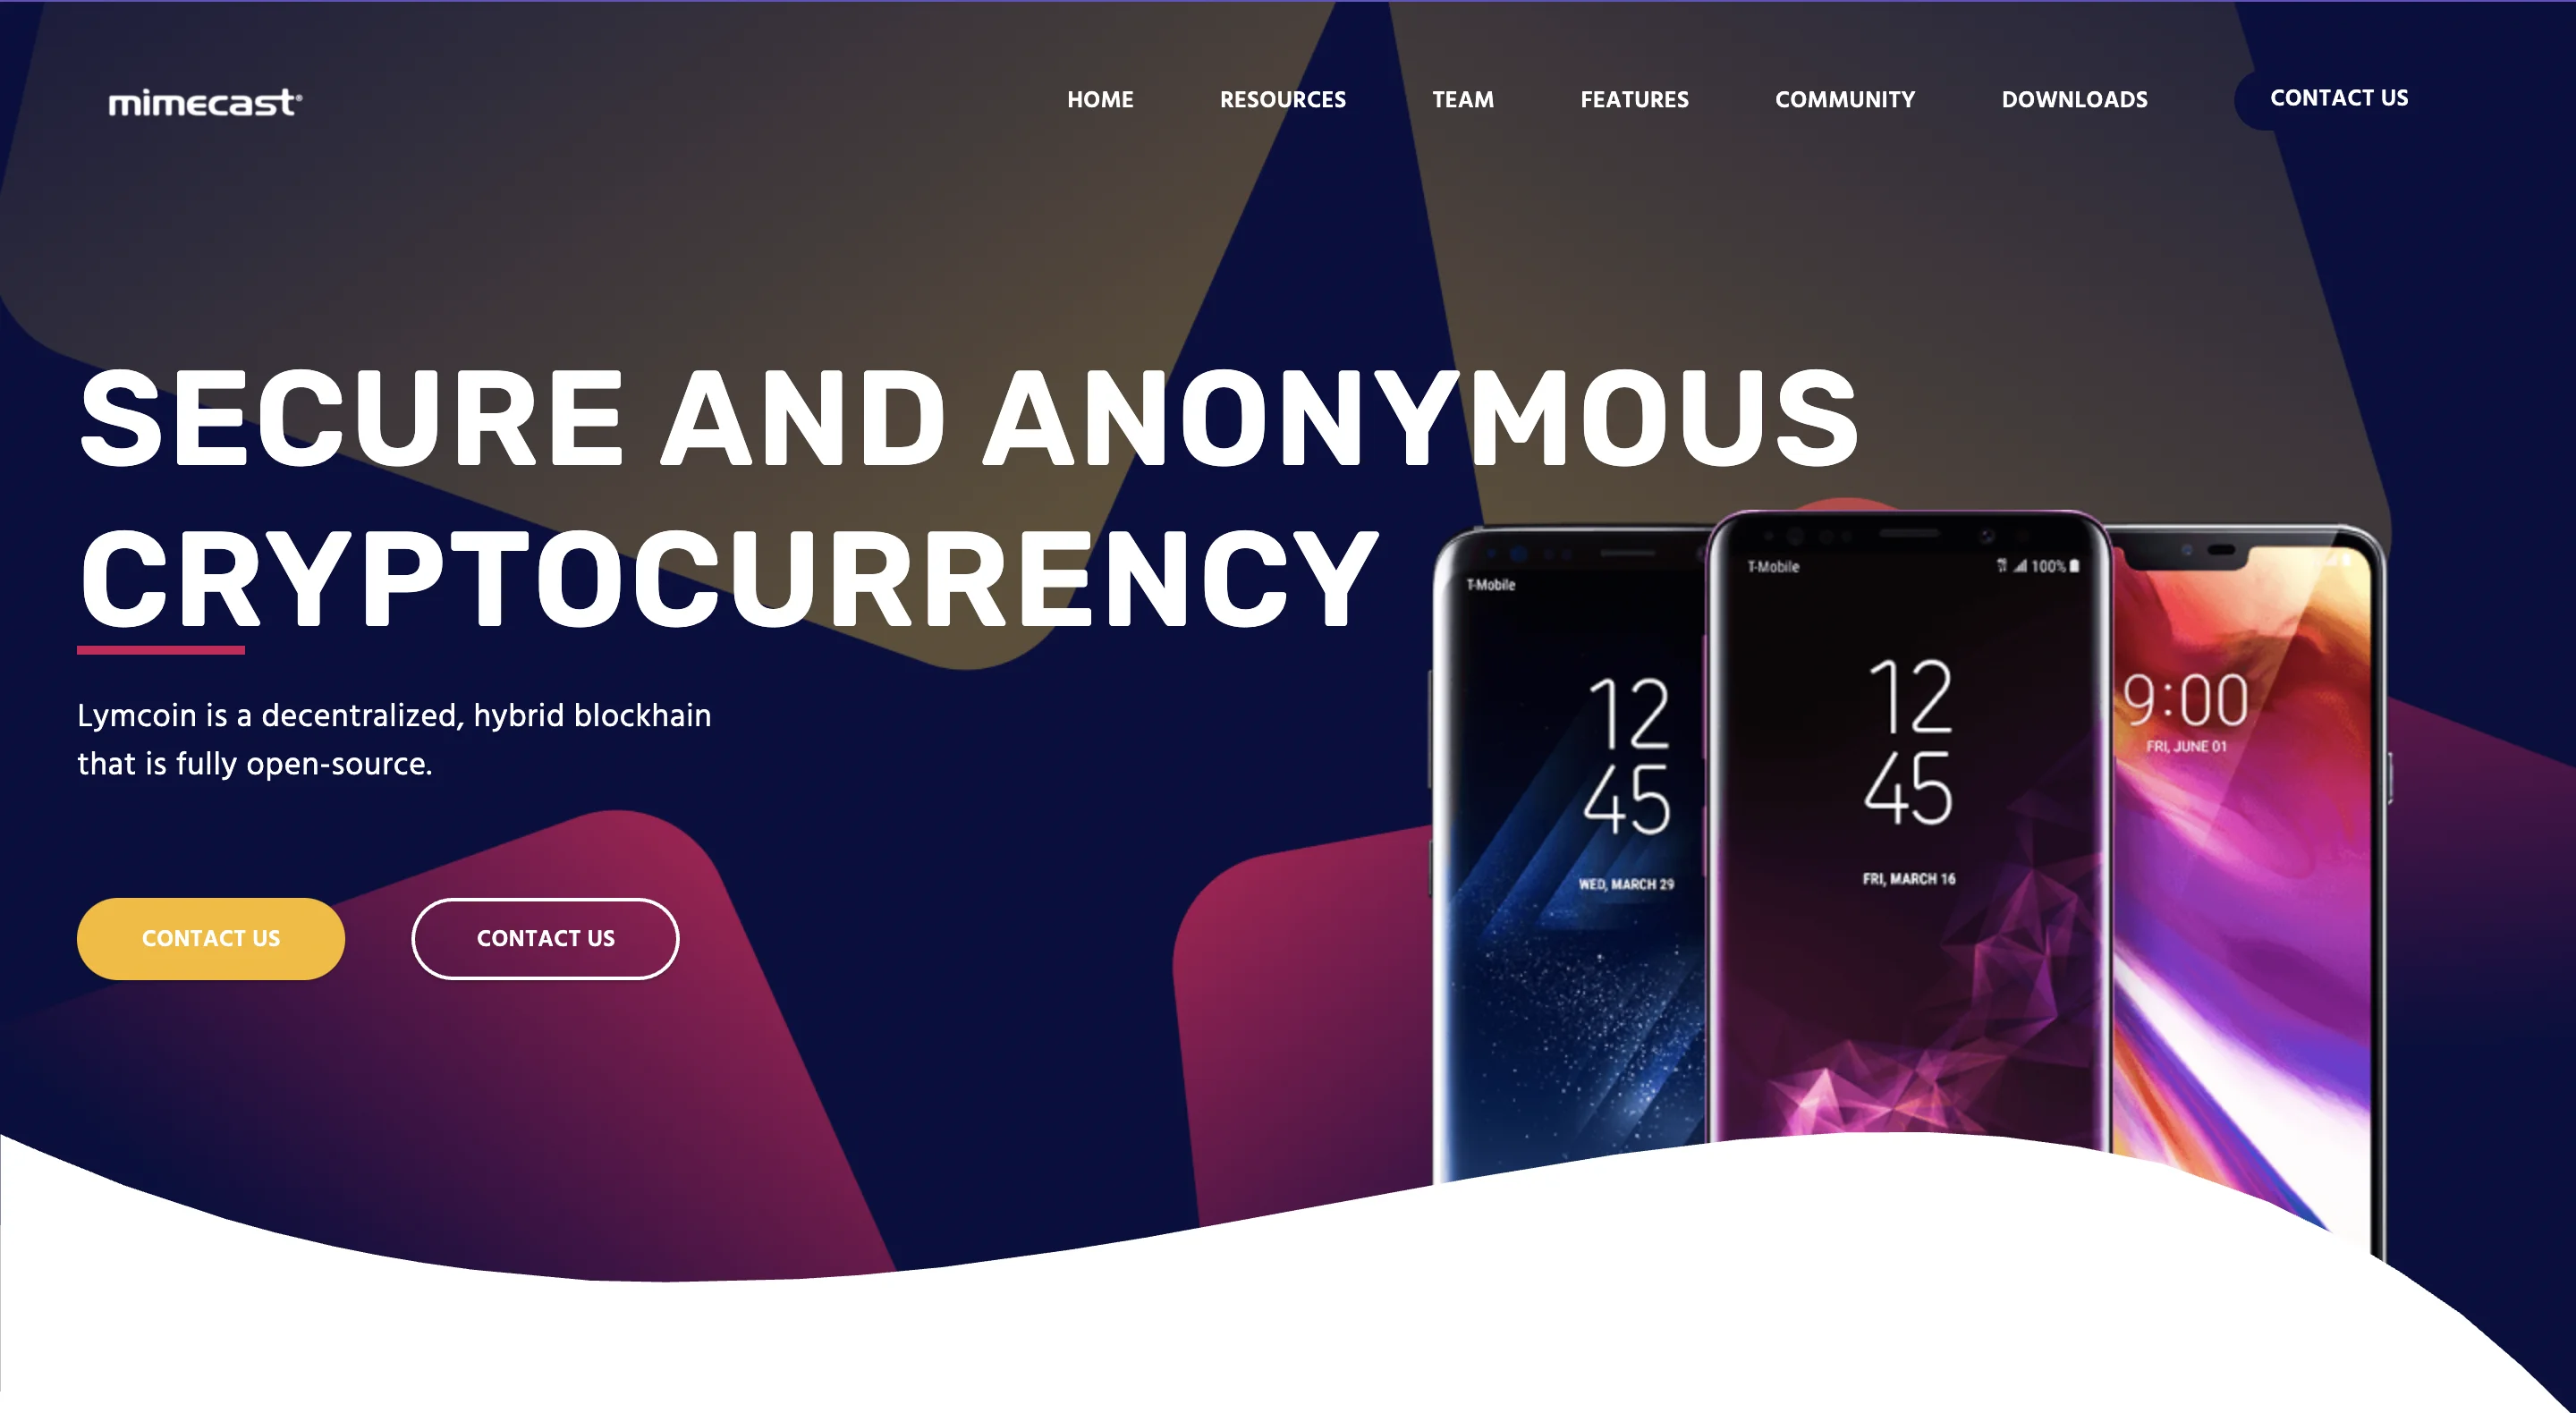 mimecast®
HOME RESOURCES TEAM FEATURES COMMUNITY DOWNLOADS CONTACT US
SECURE AND ANONYMOUS
CRYPTOCURRENCY
Lymcoin is a decentralized, hybrid blockhain
that is fully open-source.
CONTACT US CONTACT US
T-Mobile
12
45
WED, MARCH 29
T-Mobile 100%
12
45
FRI, MARCH 16
9:00
FRI, JUNE 01